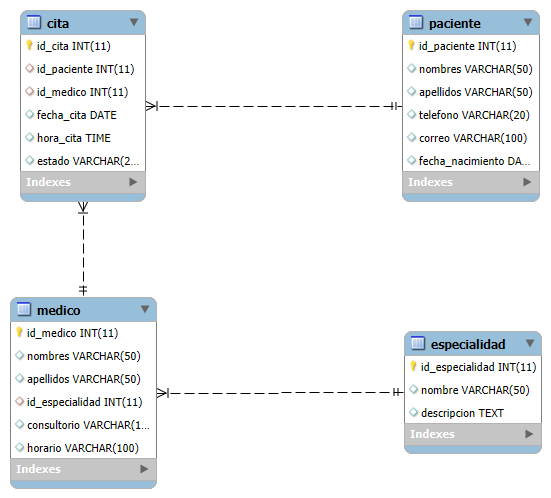 cita
id_cita INT(11)
id_paciente INT(11)
id_medico INT(11)
fecha_cita DATE
hora_cita TIME
estado VARCHAR(2...
Indexes
paciente
id_paciente INT(11)
nombres VARCHAR(50)
apellidos VARCHAR(50)
telefono VARCHAR(20)
correo VARCHAR(100)
fecha_nacimiento DA...
Indexes
medico
id_medico INT(11)
nombres VARCHAR(50)
apellidos VARCHAR(50)
id_especialidad INT(11)
consultorio VARCHAR(1...
horario VARCHAR(100)
Indexes
especialidad
id_especialidad INT(11)
nombre VARCHAR(50)
descripcion TEXT
Indexes